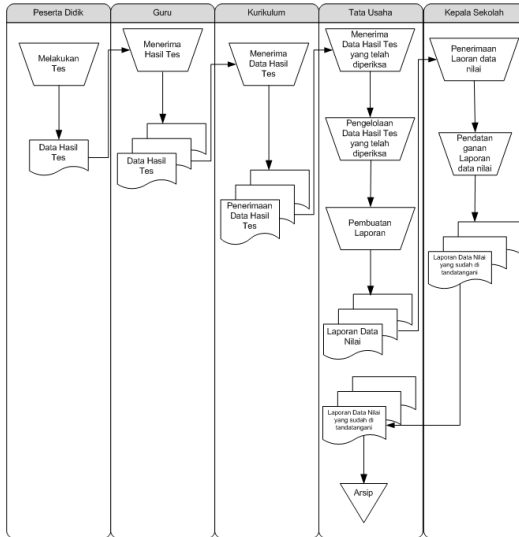 Peserta Didik
Guru
Kurikulum
Tata Usaha
Kepala Sekolah
Melakukan
Tes
Data Hasil
Tes
Menerima
Hasil Tes
Data Hasil
Tes
Menerima
Data Hasil
Tes
Penerimaan
Data Hasil
Tes
Menerima
Data Hasil Tes
yang telah
diperiksa
Pengelolaan
Data Hasil Tes
yang telah
diperiksa
Pembuatan
Laporan
Laporan Data
Nilai
Laporan Data Nilai
yang sudah di
tandatangani
Arsip
Penerimaan
Laoran data
nilai
Pendatan
ganan
Laporan
data nilai
Laporan Data Nilai
yang sudah di
tandatangani